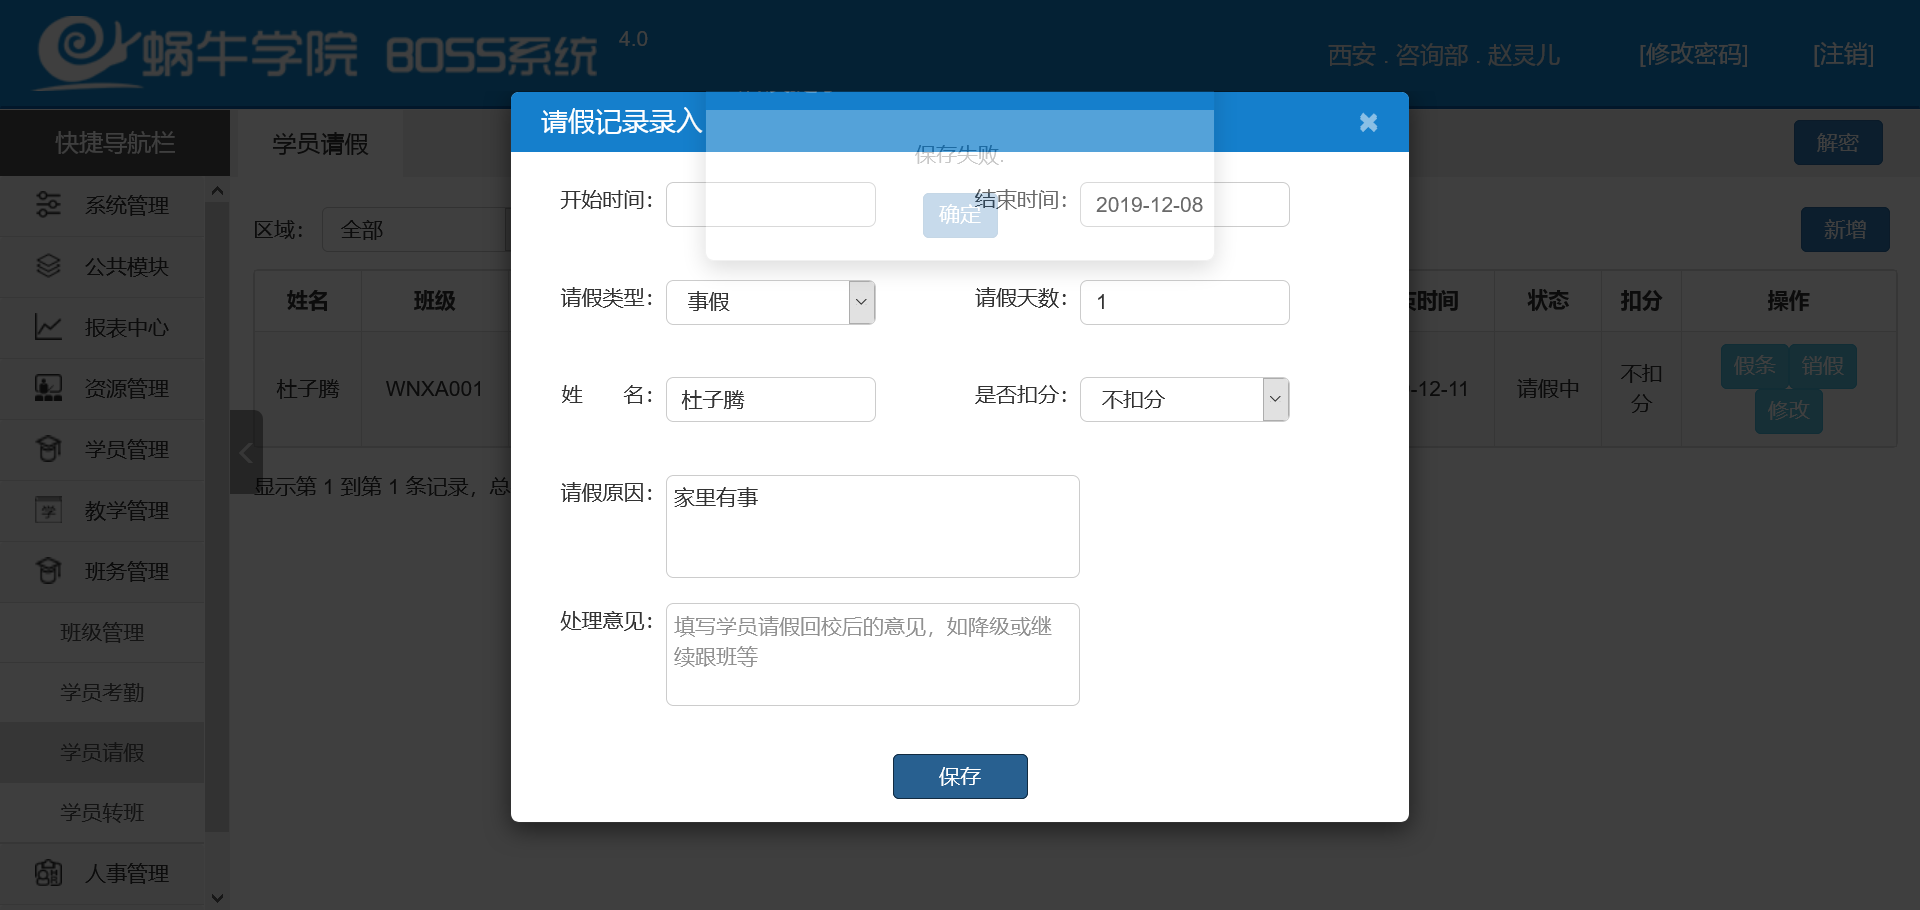 蜗牛学院 BOSS系统 4.0
西安 . 咨询部 . 赵灵儿 [修改密码] [注销]
快捷导航栏
系统管理
公共模块
报表中心
资源管理
学员管理
教学管理
班务管理
班级管理
学员考勤
学员请假
学员转班
人事管理
学员请假
解密
区域： 全部
新增
姓名 班级
时间 状态 扣分 操作
杜子腾 WNXA001
-12-11 请假中 不扣分 假条 销假
修改
显示第 1 到第 1 条记录，总
请假记录录入
保存失败.
确定
开始时间：
结束时间： 2019-12-08
请假类型： 事假
请假天数： 1
姓 名： 杜子腾
是否扣分： 不扣分
请假原因： 家里有事
处理意见： 填写学员请假回校后的意见，如降级或继
续跟班等
保存